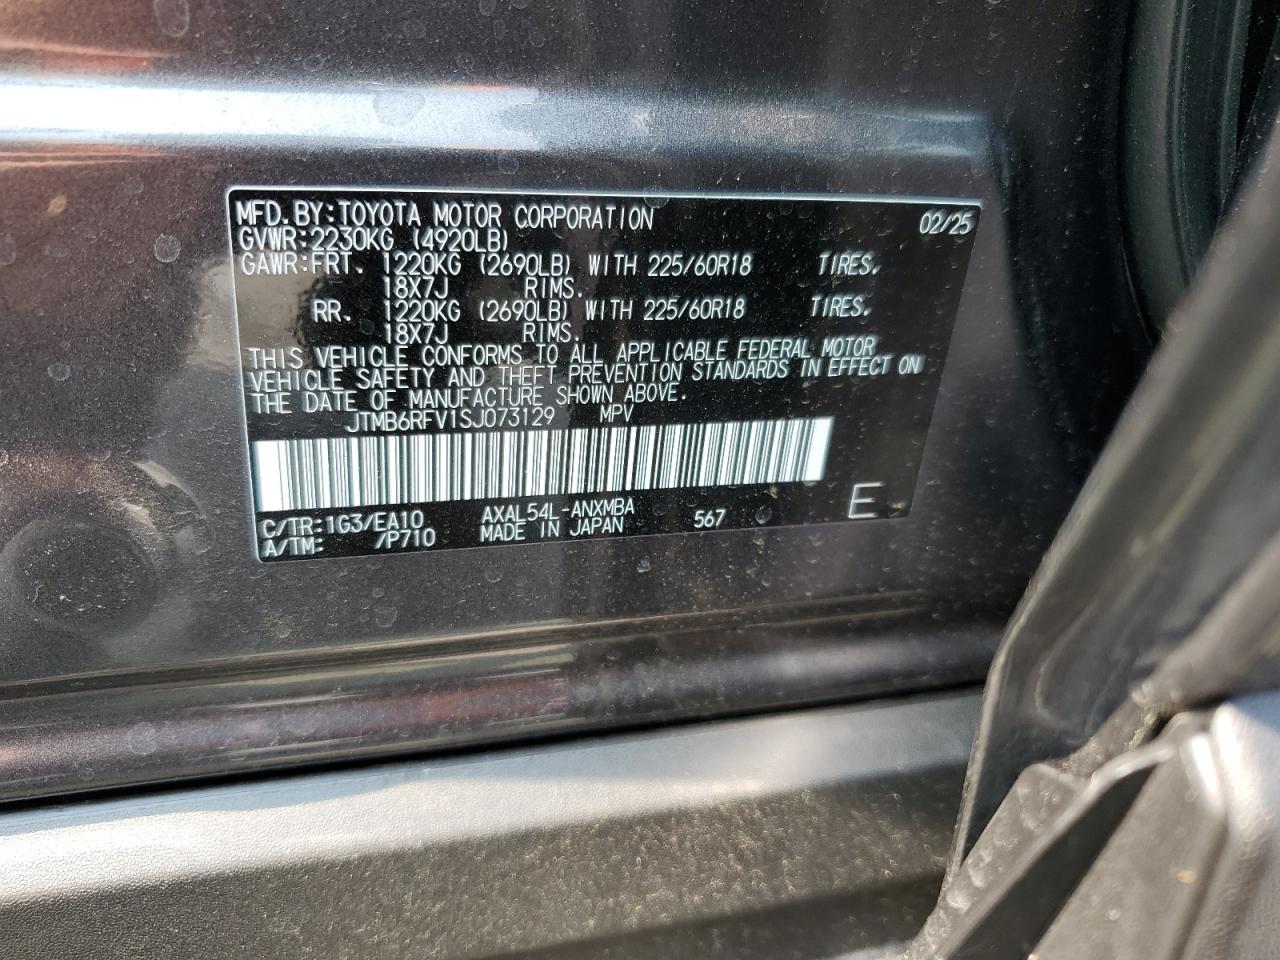 MFD. BY:TOYOTA MOTOR CORPORATION 02/25
GVWR:2230KG (4920LB)
GAWR:FRT. 1220KG (2690LB) WITH 225/60R18 TIRES.
18X7J RIMS.
RR. 1220KG (2690LB) WITH 225/60R18 TIRES.
18X7J RIMS.
THIS VEHICLE CONFORMS TO ALL APPLICABLE FEDERAL MOTOR
VEHICLE SAFETY AND THEFT PREVENTION STANDARDS IN EFFECT ON
THE DATE OF MANUFACTURE SHOWN ABOVE.
JTMB6RFV1SJ073129 MPV
C/TR:1G3/EA10 AXAL54L-ANXMBA 567 E
A/TM: /P710 MADE IN JAPAN